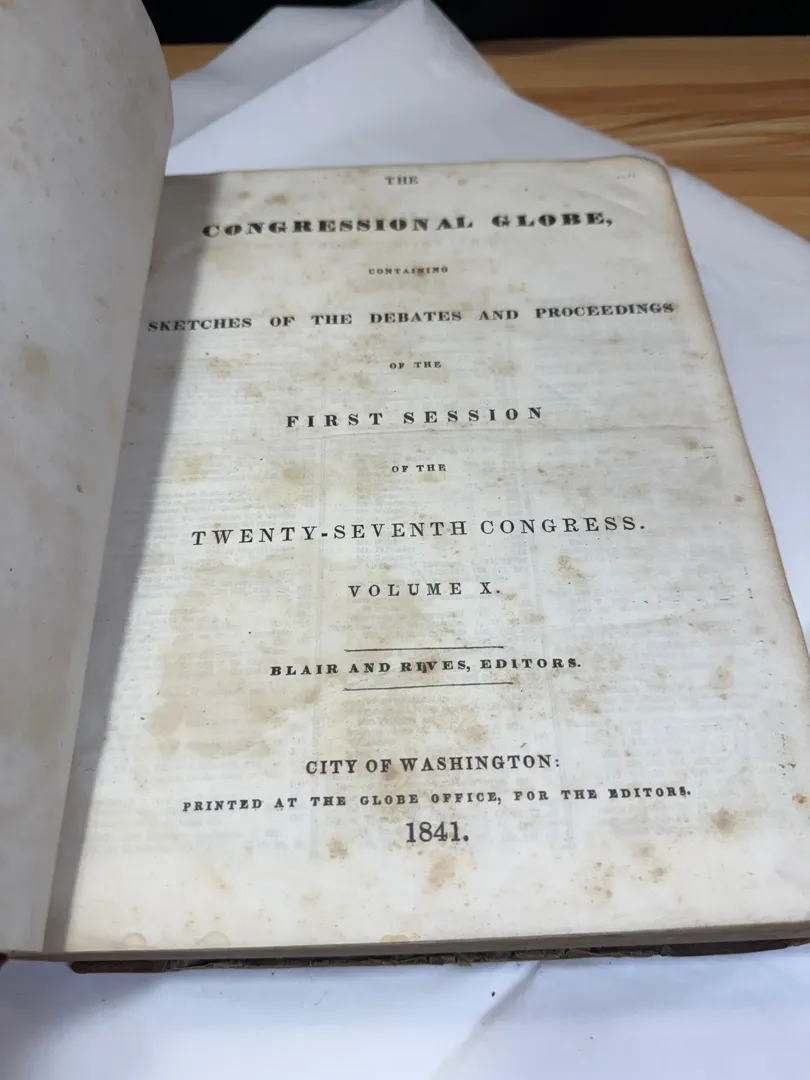 THE
CONGRESSIONAL GLOBE,
CONTAINING
SKETCHES OF THE DEBATES AND PROCEEDINGS
OF THE
FIRST SESSION
OF THE
TWENTY-SEVENTH CONGRESS.
VOLUME X.
BLAIR AND RIVES, EDITORS.
CITY OF WASHINGTON:
PRINTED AT THE GLOBE OFFICE, FOR THE EDITORS.
1841.